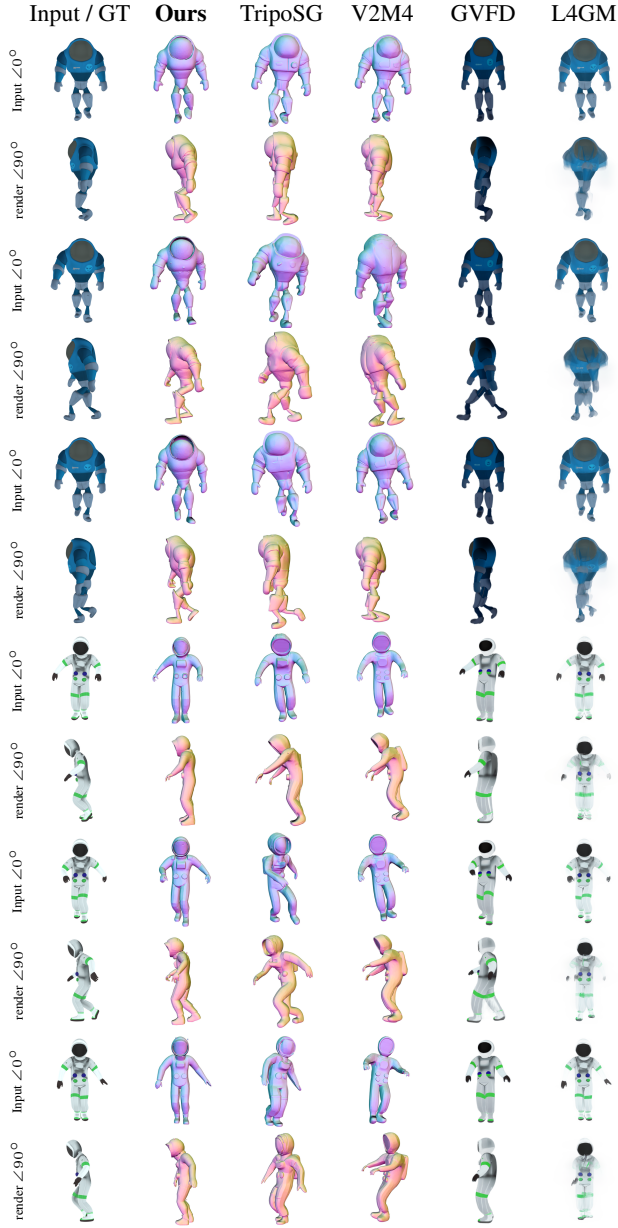 Input / GT Ours TripoSG V2M4 GVFD L4GM
Input ∠0°
render ∠90°
Input ∠0°
render ∠90°
Input ∠0°
render ∠90°
Input ∠0°
render ∠90°
Input ∠0°
render ∠90°
Input ∠0°
render ∠90°